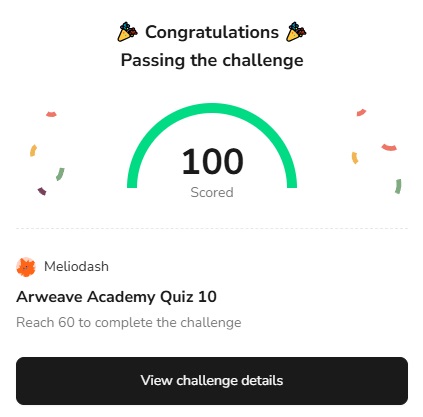 Congratulations
Passing the challenge
100
Scored
Meliodash
Arweave Academy Quiz 10
Reach 60 to complete the challenge
View challenge details